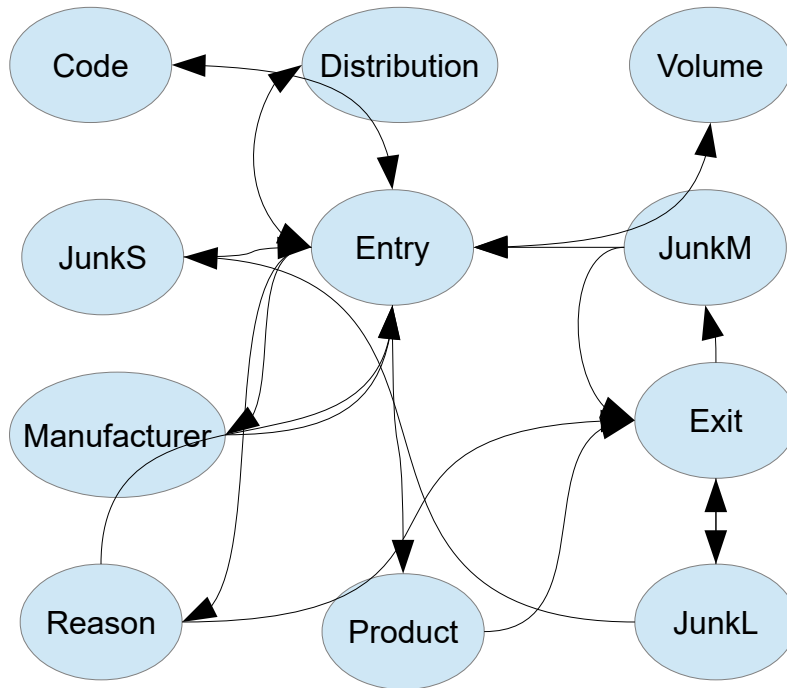 Code
Distribution
Volume
JunkS
Entry
JunkM
Manufacturer
Exit
Reason
Product
JunkL